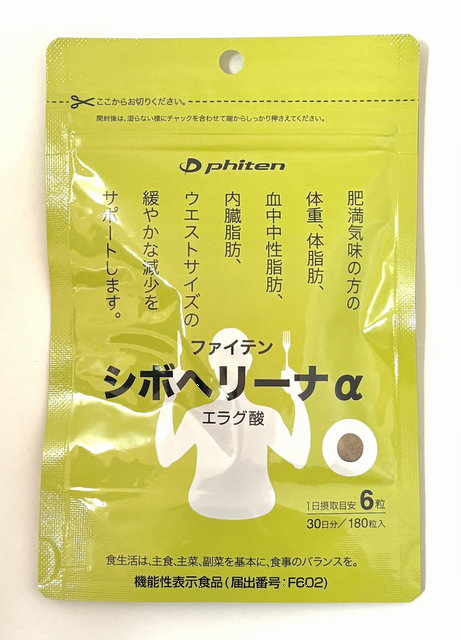 ここからお切りください。
開封後は、湿らない様にチャックを合わせて端からしっかり押さえてください。
phiten
肥満気味の方の
体重、体脂肪、
血中中性脂肪、
内臓脂肪、
ウエストサイズの
緩やかな減少を
サポートします。
ファイテン
シボヘリーナα
エラグ酸
1日摂取目安 6粒
30日分/180粒入
食生活は、主食、主菜、副菜を基本に、食事のバランスを。
機能性表示食品(届出番号:F602)